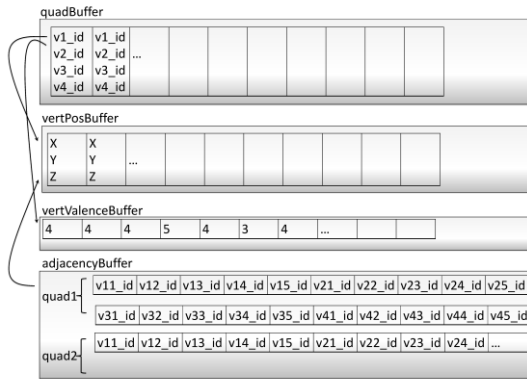 quadBuffer
v1_id v1_id
v2_id v2_id ...
v3_id v3_id
v4_id v4_id
vertPosBuffer
X X
Y Y ...
Z Z
vertValenceBuffer
4 4 4 5 4 3 4 ...
adjacencyBuffer
quad1
v11_id v12_id v13_id v14_id v15_id v21_id v22_id v23_id v24_id v25_id
v31_id v32_id v33_id v34_id v35_id v41_id v42_id v43_id v44_id v45_id
quad2
v11_id v12_id v13_id v14_id v15_id v21_id v22_id v23_id v24_id ...